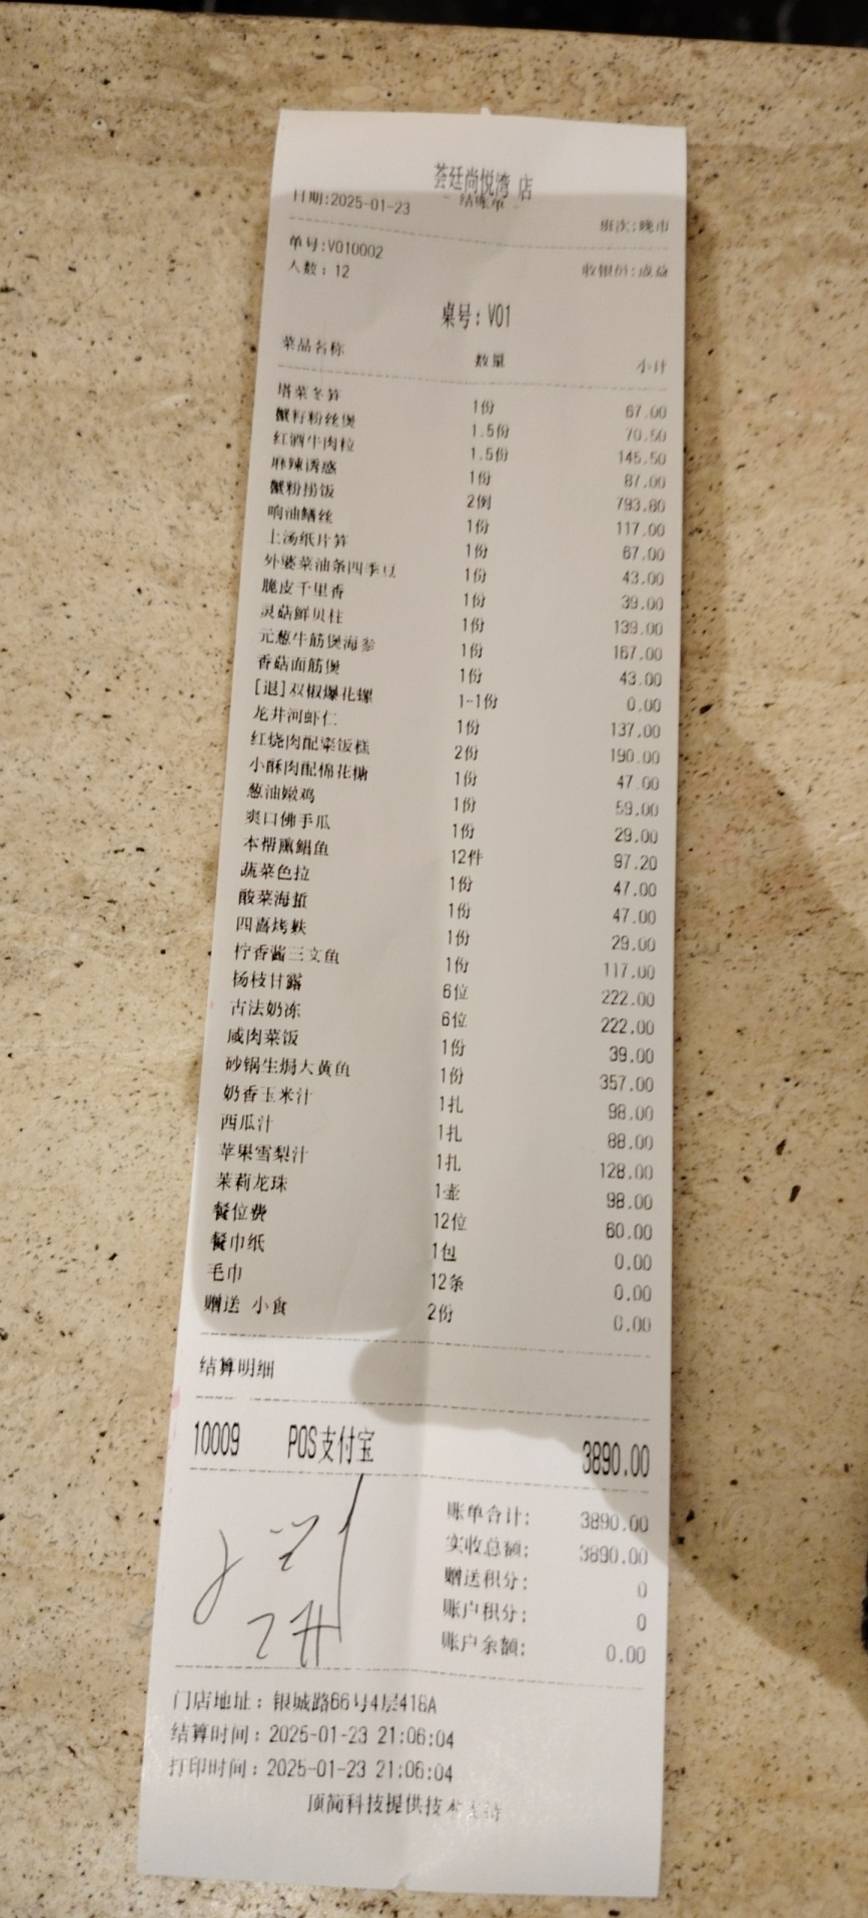 荟廷尚悦湾 店
- 结账单 -
日期:2025-01-23 班次:晚市
单号:V010002
人数: 12 收银员:成益
桌号: V01
菜品名称 数量 小计
塔菜冬笋 1份 67.00
蟹籽粉丝煲 1.5份 70.50
红酒牛肉粒 1.5份 145.50
麻辣诱惑 1份 87.00
蟹粉捞饭 2例 793.80
响油鳝丝 1份 117.00
上汤纸片笋 1份 67.00
外婆菜油条四季豆 1份 43.00
脆皮千里香 1份 39.00
灵菇鲜贝柱 1份 139.00
元葱牛筋煲海参 1份 167.00
香菇面筋煲 1份 43.00
[退]双椒爆花螺 1-1份 0.00
龙井河虾仁 1份 137.00
红烧肉配粢饭糕 2份 190.00
小酥肉配棉花糖 1份 47.00
葱油嫩鸡 1份 59.00
爽口佛手瓜 1份 29.00
本帮熏鲳鱼 12件 97.20
蔬菜色拉 1份 47.00
酸菜海蜇 1份 47.00
四喜烤麸 1份 29.00
柠香酱三文鱼 1份 117.00
杨枝甘露 6位 222.00
古法奶冻 6位 222.00
咸肉菜饭 1份 39.00
砂锅生焗大黄鱼 1份 357.00
奶香玉米汁 1扎 98.00
西瓜汁 1扎 88.00
苹果雪梨汁 1扎 128.00
茉莉龙珠 1壶 98.00
餐位费 12位 60.00
餐巾纸 1包 0.00
毛巾 12条 0.00
赠送 小食 2份 0.00
结算明细
10009 POS支付宝 3890.00
账单合计: 3890.00
实收总额: 3890.00
赠送积分: 0
账户积分: 0
账户余额: 0.00
门店地址: 银城路66号4层416A
结算时间: 2025-01-23 21:06:04
打印时间: 2025-01-23 21:06:04
顶简科技提供技术支持